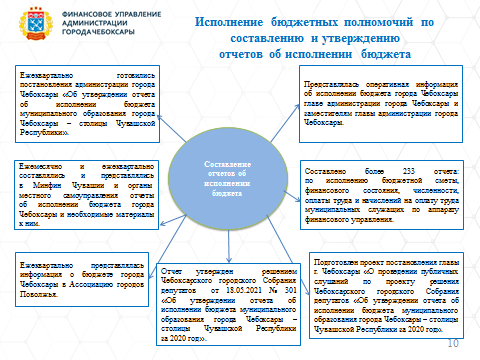 ФИНАНСОВОЕ УПРАВЛЕНИЕ
АДМИНИСТРАЦИИ
ГОРОДА ЧЕБОКСАРЫ
Исполнение бюджетных полномочий по
составлению и утверждению
отчетов об исполнении бюджета
Ежеквартально готовились
постановления администрации города
Чебоксары «Об утверждении отчета
об исполнении бюджета
муниципального образования города
Чебоксары – столицы Чувашской
Республики».
Представлялась оперативная информация
об исполнении бюджета города Чебоксары
главе администрации города Чебоксары и
заместителям главы администрации города
Чебоксары.
Составление
отчетов об
исполнении
бюджета
Ежемесячно и ежеквартально
составлялись и представлялись
в Минфин Чувашии и органы
местного самоуправления отчеты
об исполнении бюджета города
Чебоксары и необходимые материалы
к ним.
Составлено более 233 отчета:
по исполнению бюджетной сметы,
финансового состояния, численности,
оплаты труда и начислений на оплату труда
муниципальных служащих по аппарату
финансового управления.
Ежеквартально представлялась
информация о бюджете города
Чебоксары в Ассоциацию городов
Поволжья.
Отчет утвержден решением
Чебоксарского городского Собрания
депутатов от 18.05.2021 № 301
«Об утверждении отчета об
исполнении бюджета муниципального
образования города Чебоксары –
столицы Чувашской Республики
за 2020 год».
Подготовлен проект постановления главы
г. Чебоксары «О проведении публичных
слушаний по проекту решения
Чебоксарского городского Собрания
депутатов «Об утверждении отчета об
исполнении бюджета муниципального
образования города Чебоксары – столицы
Чувашской Республики за 2020 год».
10